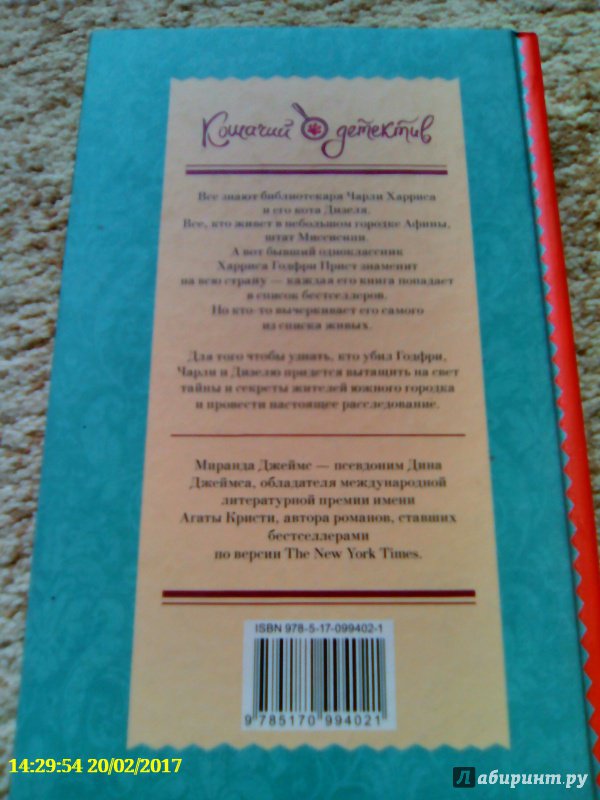 Кошачий детектив
Все знают библиотекаря Чарли Харриса
и его кота Дизеля.
Все, кто живет в небольшом городке Афины,
штат Миссисипи.
А вот бывший одноклассник
Харриса Годфри Прист знаменит
на всю страну — каждая его книга попадает
в список бестселлеров.
Но кто-то вычеркивает его самого
из списка живых.
Для того чтобы узнать, кто убил Годфри,
Чарли и Дизелю придется вытащить на свет
тайны и секреты жителей южного городка
и провести настоящее расследование.
Миранда Джеймс — псевдоним Дина
Джеймса, обладателя международной
литературной премии имени
Агаты Кристи, автора романов, ставших
бестселлерами
по версии The New York Times.
ISBN 978-5-17-099402-1
9 785170 994021
14:29:54 20/02/2017
Лабиринт.ру